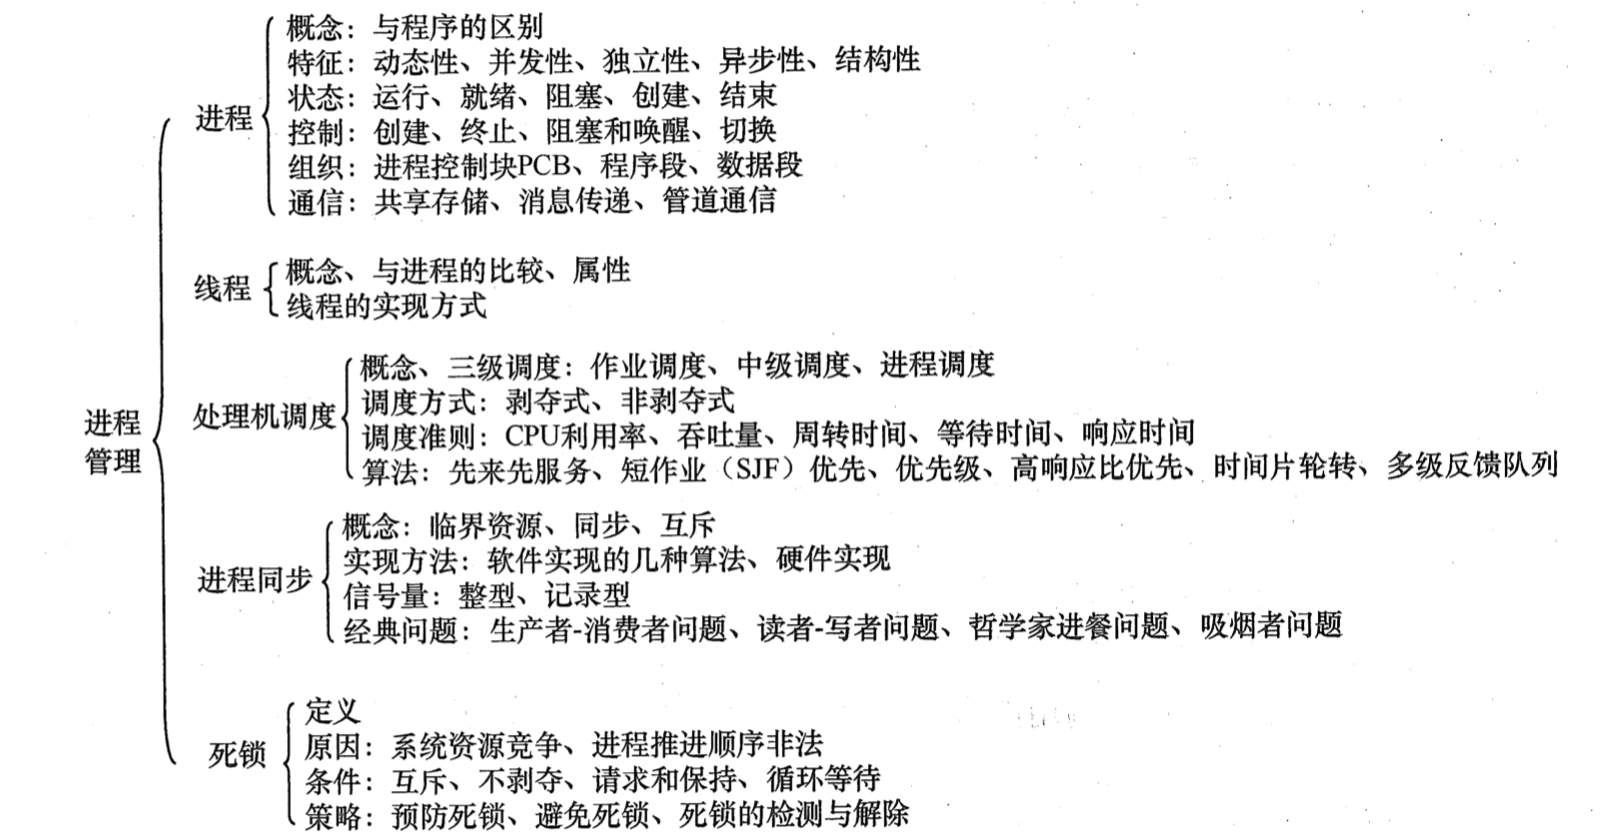 进程管理
进程
概念：与程序的区别
特征：动态性、并发性、独立性、异步性、结构性
状态：运行、就绪、阻塞、创建、结束
控制：创建、终止、阻塞和唤醒、切换
组织：进程控制块PCB、程序段、数据段
通信：共享存储、消息传递、管道通信
线程
概念、与进程的比较、属性
线程的实现方式
处理机调度
概念、三级调度：作业调度、中级调度、进程调度
调度方式：剥夺式、非剥夺式
调度准则：CPU利用率、吞吐量、周转时间、等待时间、响应时间
算法：先来先服务、短作业（SJF）优先、优先级、高响应比优先、时间片轮转、多级反馈队列
进程同步
概念：临界资源、同步、互斥
实现方法：软件实现的几种算法、硬件实现
信号量：整型、记录型
经典问题：生产者-消费者问题、读者-写者问题、哲学家进餐问题、吸烟者问题
死锁
定义
原因：系统资源竞争、进程推进顺序非法
条件：互斥、不剥夺、请求和保持、循环等待
策略：预防死锁、避免死锁、死锁的检测与解除